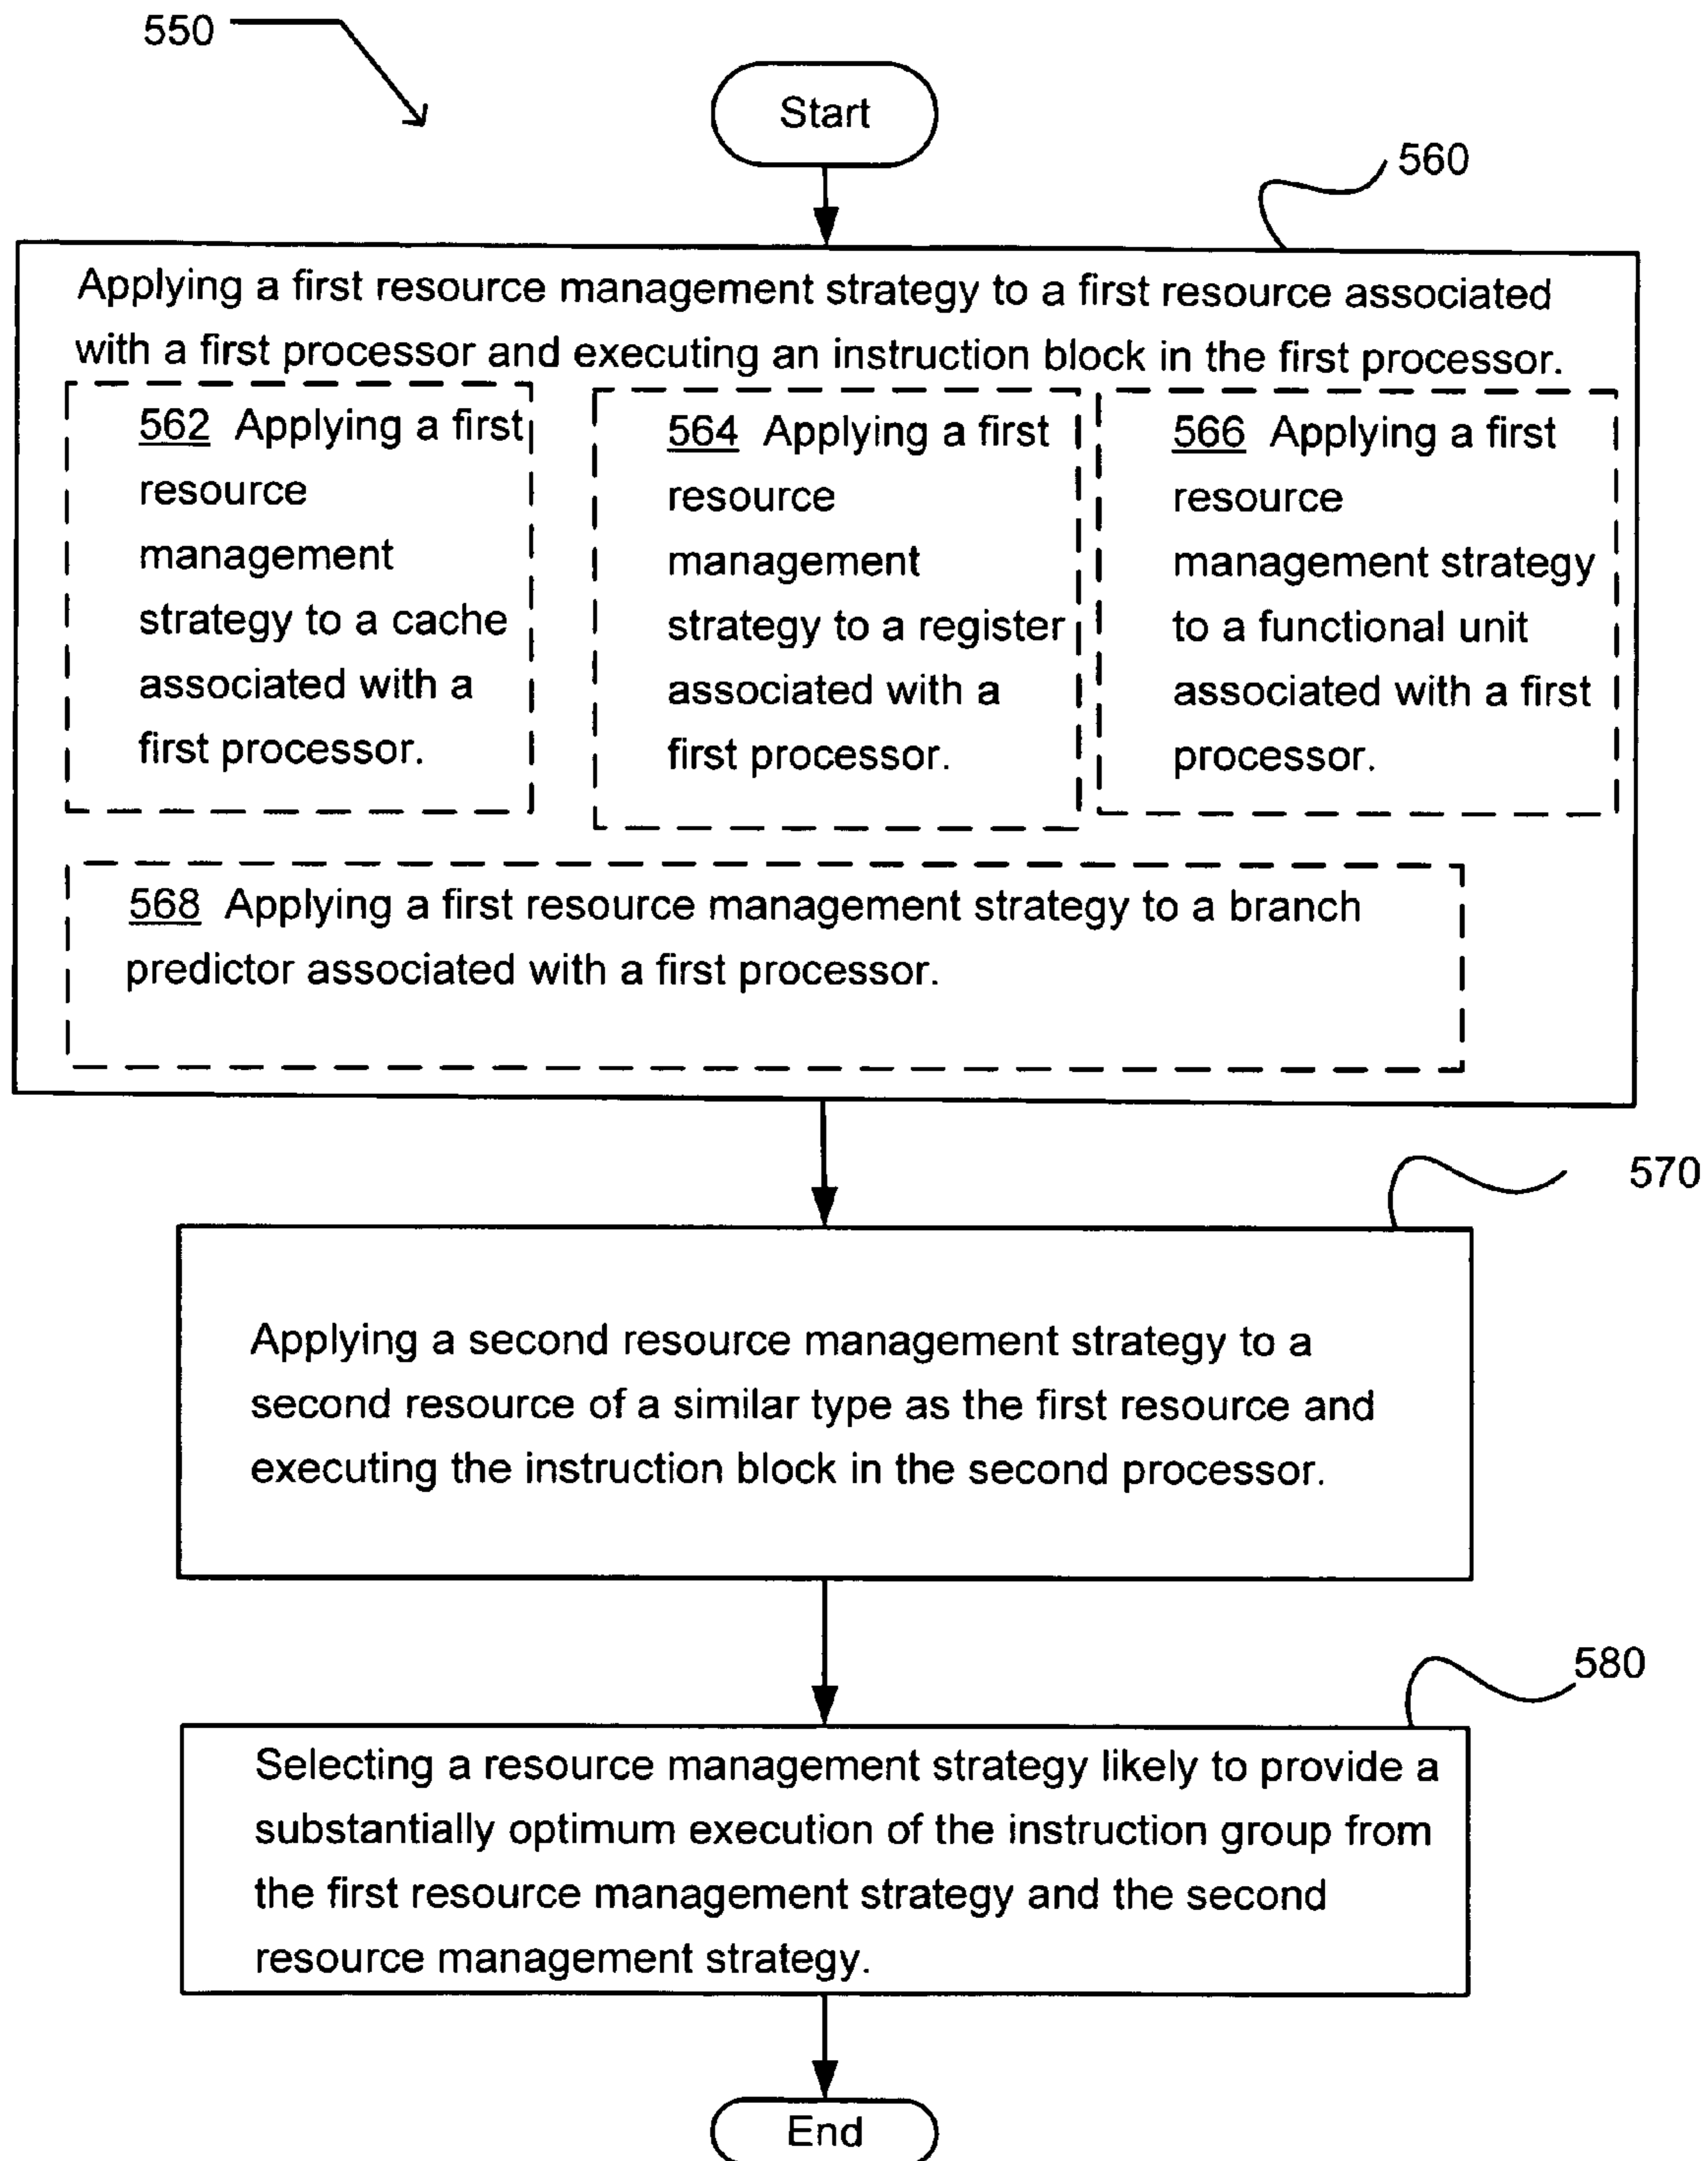 550
Start
560
Applying a first resource management strategy to a first resource associated
with a first processor and executing an instruction block in the first processor.
562 Applying a first
resource
management
strategy to a cache
associated with a
first processor.
564 Applying a first
resource
management
strategy to a register
associated with a
first processor.
566 Applying a first
resource
management strategy
to a functional unit
associated with a first
processor.
568 Applying a first resource management strategy to a branch
predictor associated with a first processor.
570
Applying a second resource management strategy to a
second resource of a similar type as the first resource and
executing the instruction block in the second processor.
580
Selecting a resource management strategy likely to provide a
substantially optimum execution of the instruction group from
the first resource management strategy and the second
resource management strategy.
End